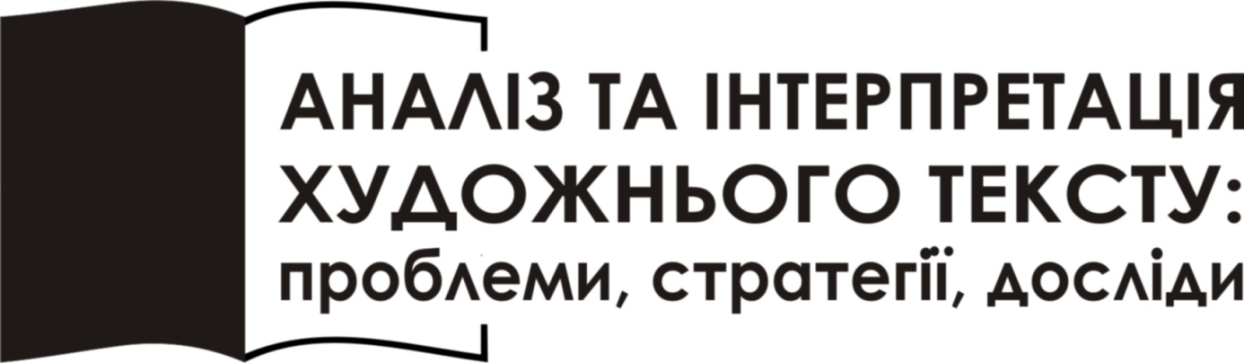 АНАЛІЗ ТА ІНТЕРПРЕТАЦІЯ
ХУДОЖНЬОГО ТЕКСТУ:
проблеми, стратегії, досліди